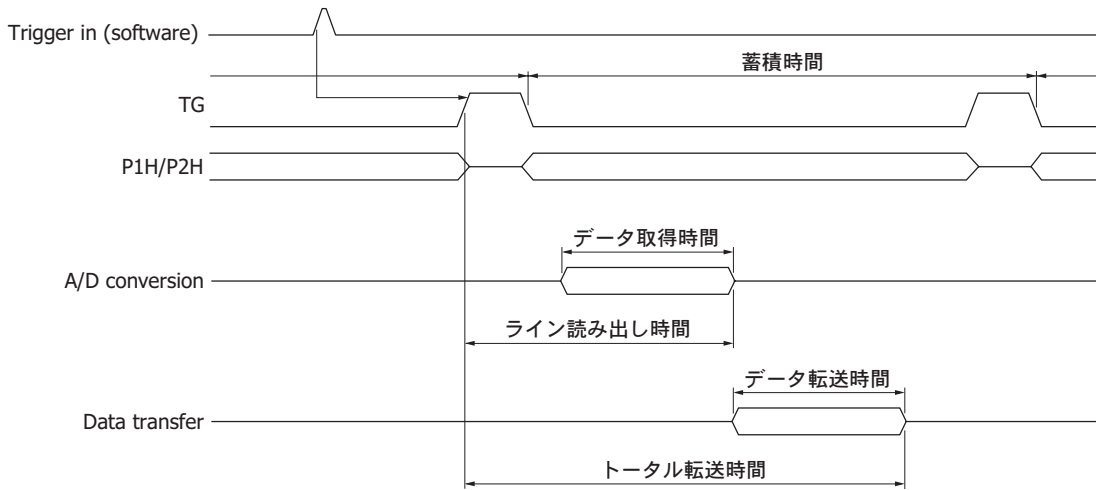 Trigger in (software)
蓄積時間
TG
P1H/P2H
データ取得時間
A/D conversion
ライン読み出し時間
データ転送時間
Data transfer
トータル転送時間